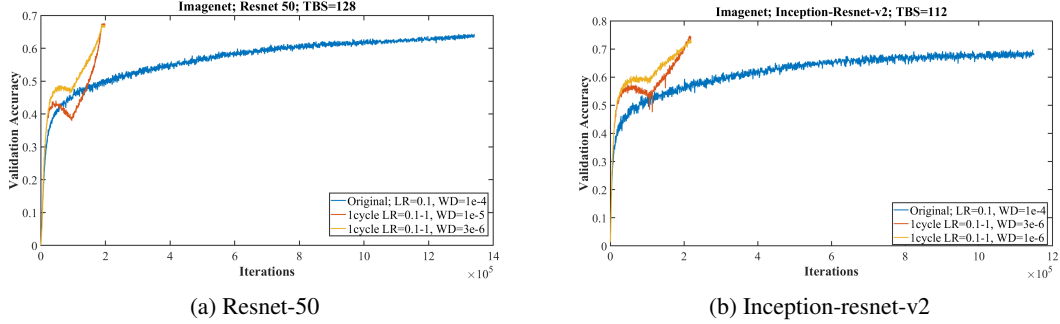 Imagenet; Resnet 50; TBS=128
0.7
0.6
0.5
0.4
0.3
0.2
0.1
0
Validation Accuracy
Original; LR=0.1, WD=1e-4
1cycle LR=0.1-1, WD=1e-5
1cycle LR=0.1-1, WD=3e-6
0 2 4 6 8 10 12 14
Iterations
×10^5
(a) Resnet-50
Imagenet; Inception-Resnet-v2; TBS=112
0.8
0.7
0.6
0.5
0.4
0.3
0.2
0.1
0
Validation Accuracy
Original; LR=0.1, WD=1e-4
1cycle LR=0.1-1, WD=3e-6
1cycle LR=0.1-1, WD=1e-6
0 2 4 6 8 10 12
Iterations
×10^5
(b) Inception-resnet-v2